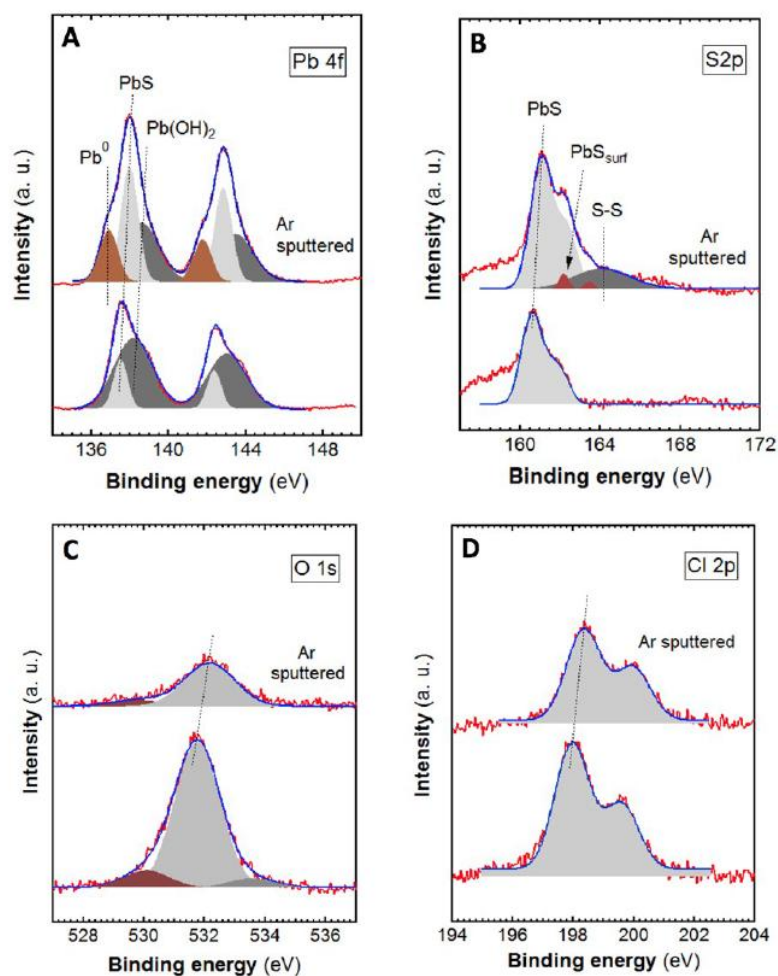 A
Pb 4f
PbS
Pb(OH)₂
Pb⁰
Ar
sputtered
Intensity (a. u.)
136 140 144 148
Binding energy (eV)
B
S2p
PbS
PbSsurf
S-S
Ar
sputtered
Intensity (a. u.)
160 164 168 172
Binding energy (eV)
C
O 1s
Ar
sputtered
Intensity (a. u.)
528 530 532 534 536
Binding energy (eV)
D
Cl 2p
Ar sputtered
Intensity (a. u.)
194 196 198 200 202 204
Binding energy (eV)